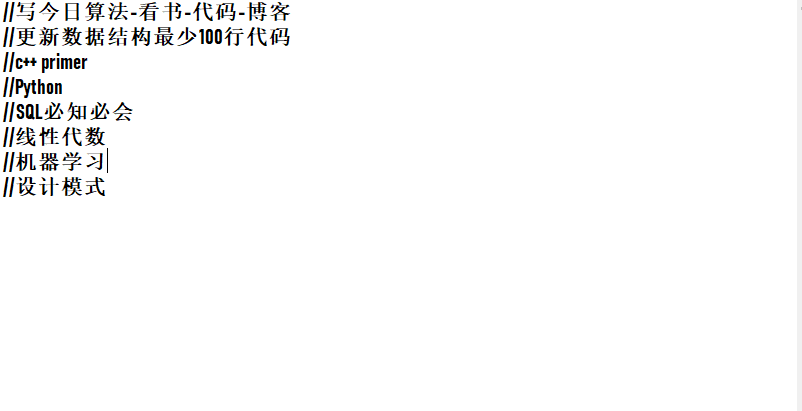 //写今日算法-看书-代码-博客
//更新数据结构最少100行代码
//c++ primer
//Python
//SQL必知必会
//线性代数
//机器学习
//设计模式